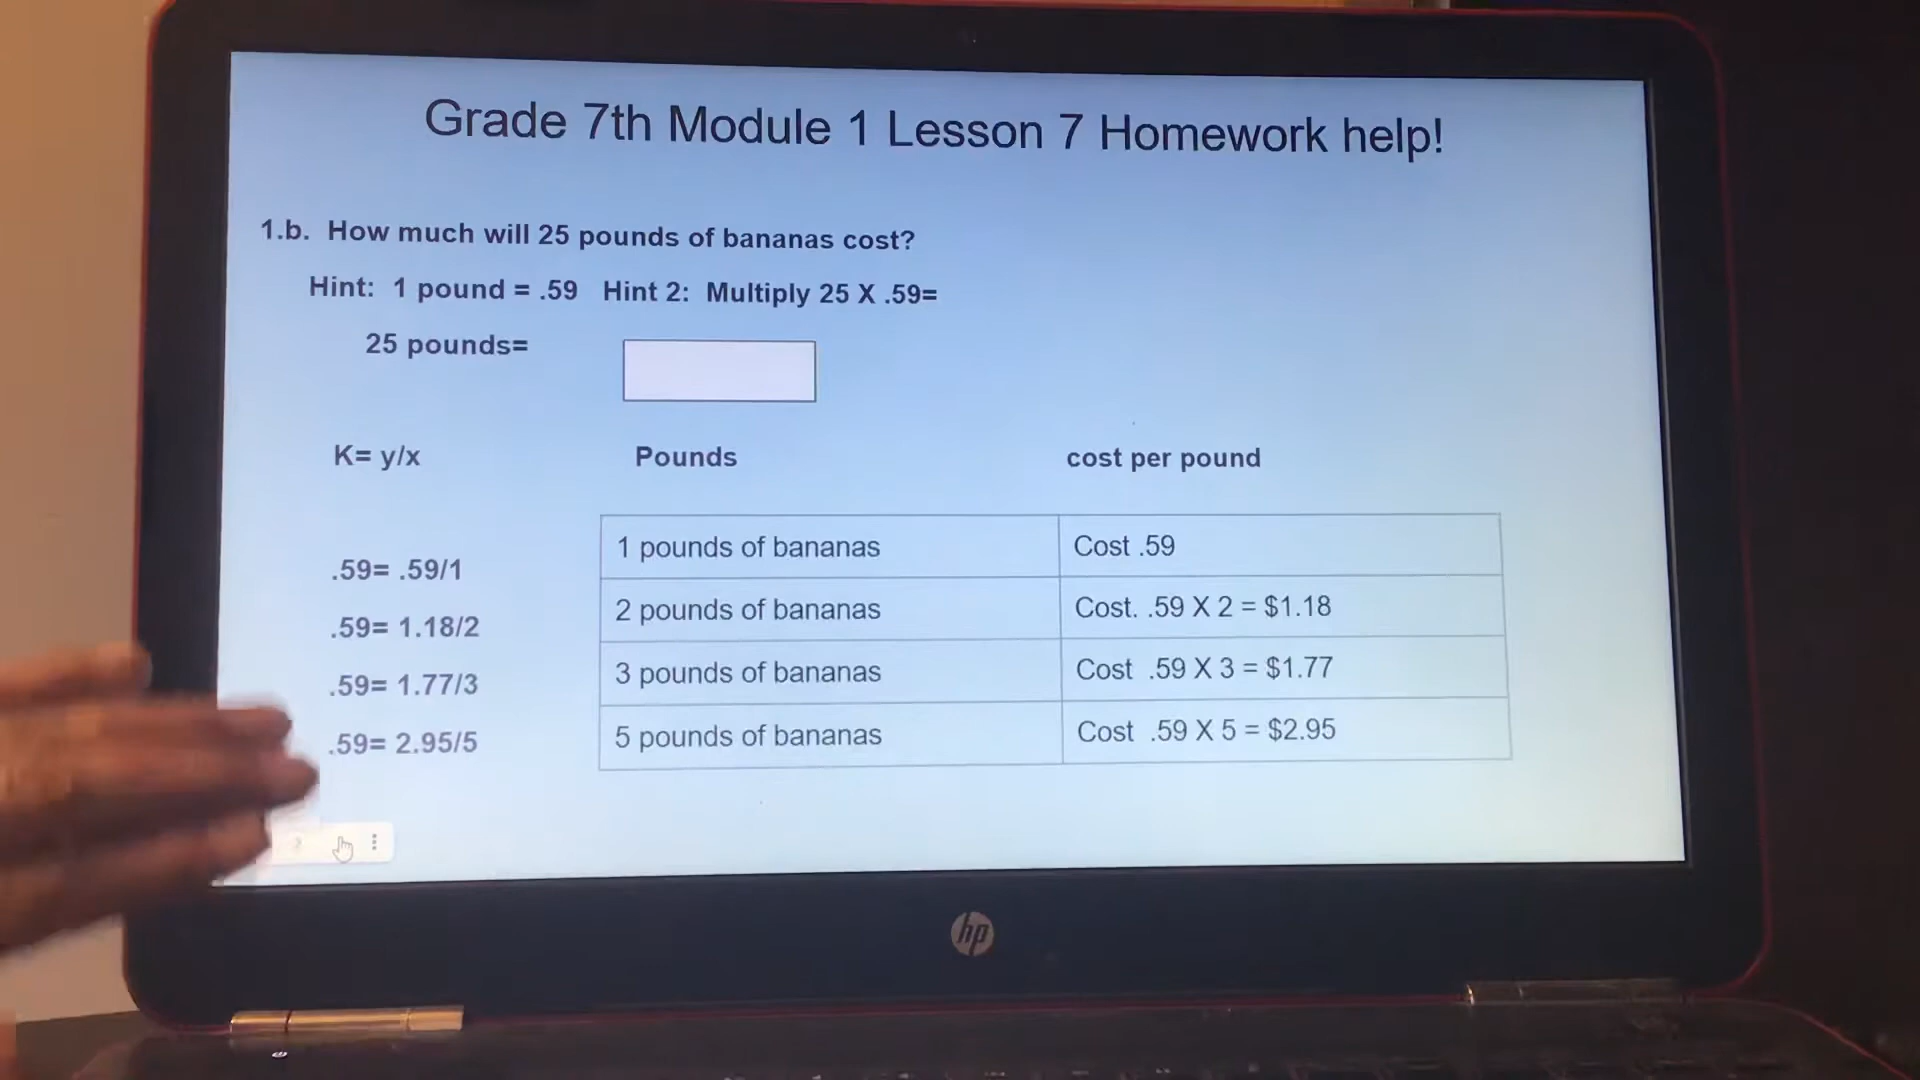 Grade 7th Module 1 Lesson 7 Homework help!
1.b. How much will 25 pounds of bananas cost?
Hint: 1 pound = .59 Hint 2: Multiply 25 X .59=
25 pounds=
K= y/x Pounds cost per pound
.59= .59/1 1 pounds of bananas Cost .59
.59= 1.18/2 2 pounds of bananas Cost. .59 X 2 = $1.18
.59= 1.77/3 3 pounds of bananas Cost .59 X 3 = $1.77
.59= 2.95/5 5 pounds of bananas Cost .59 X 5 = $2.95
hp